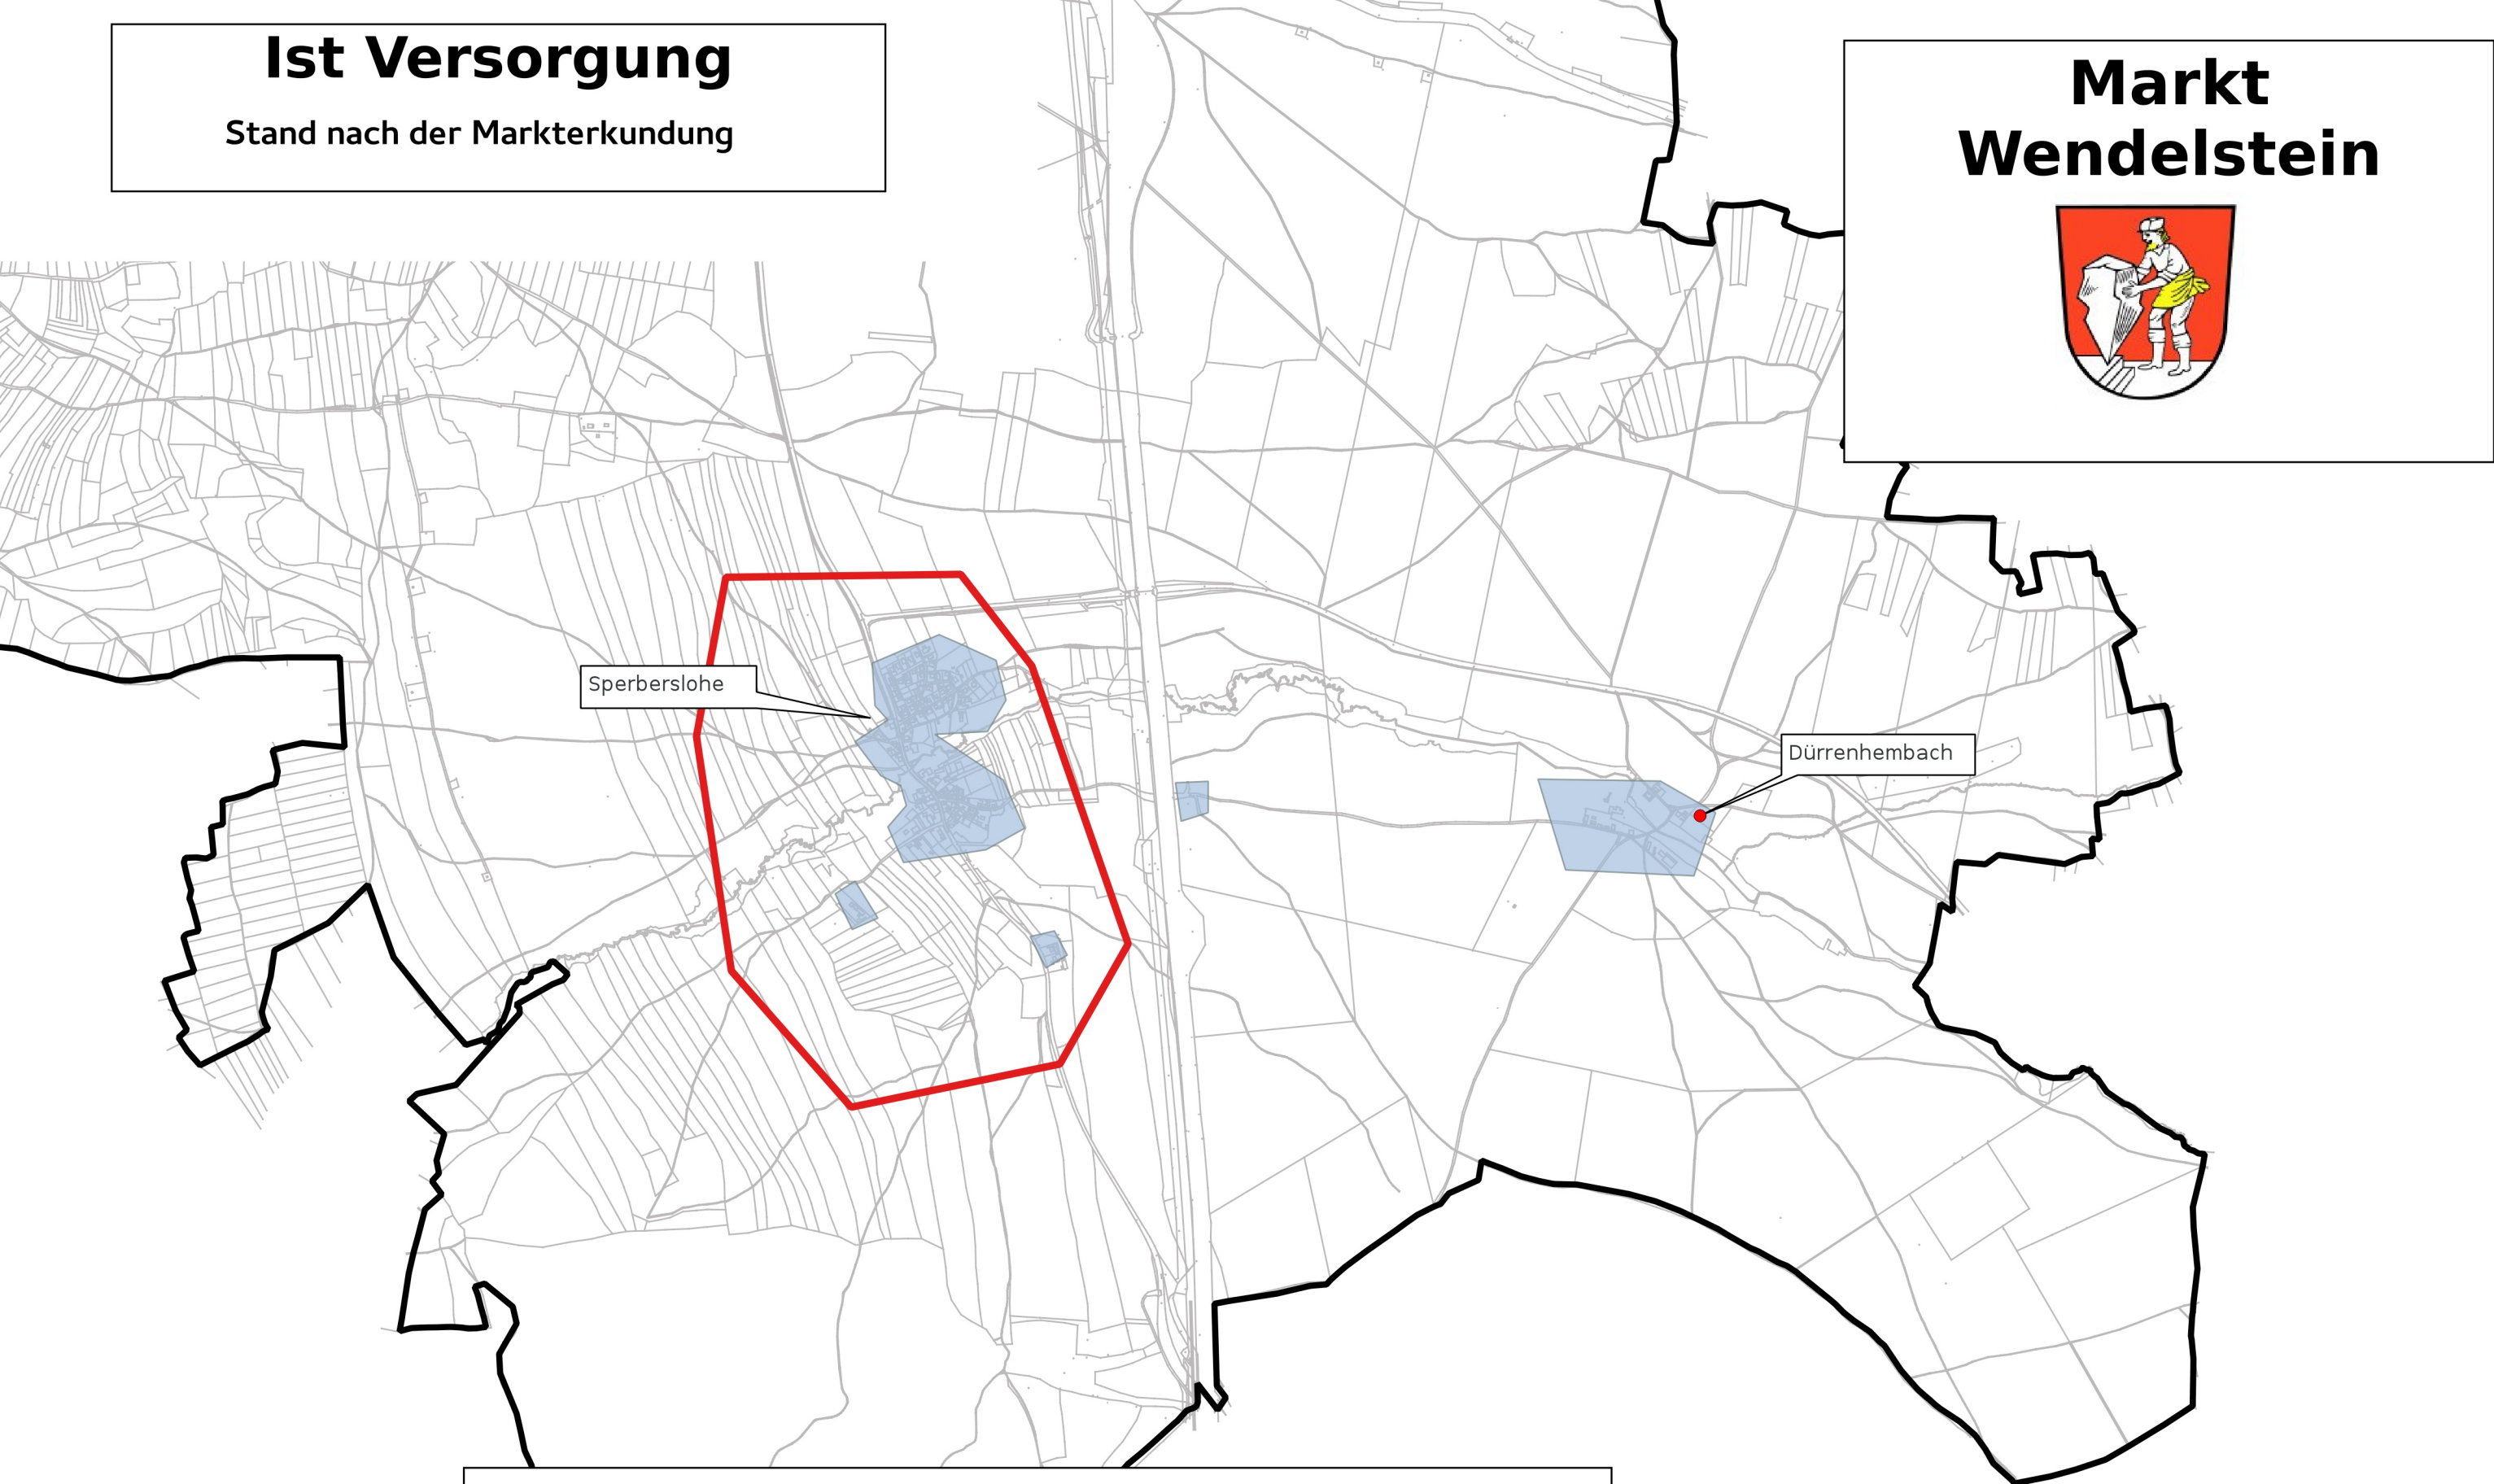 Ist Versorgung
Stand nach der Markterkundung
Markt
Wendelstein
Sperberslohe
Dürrenhembach